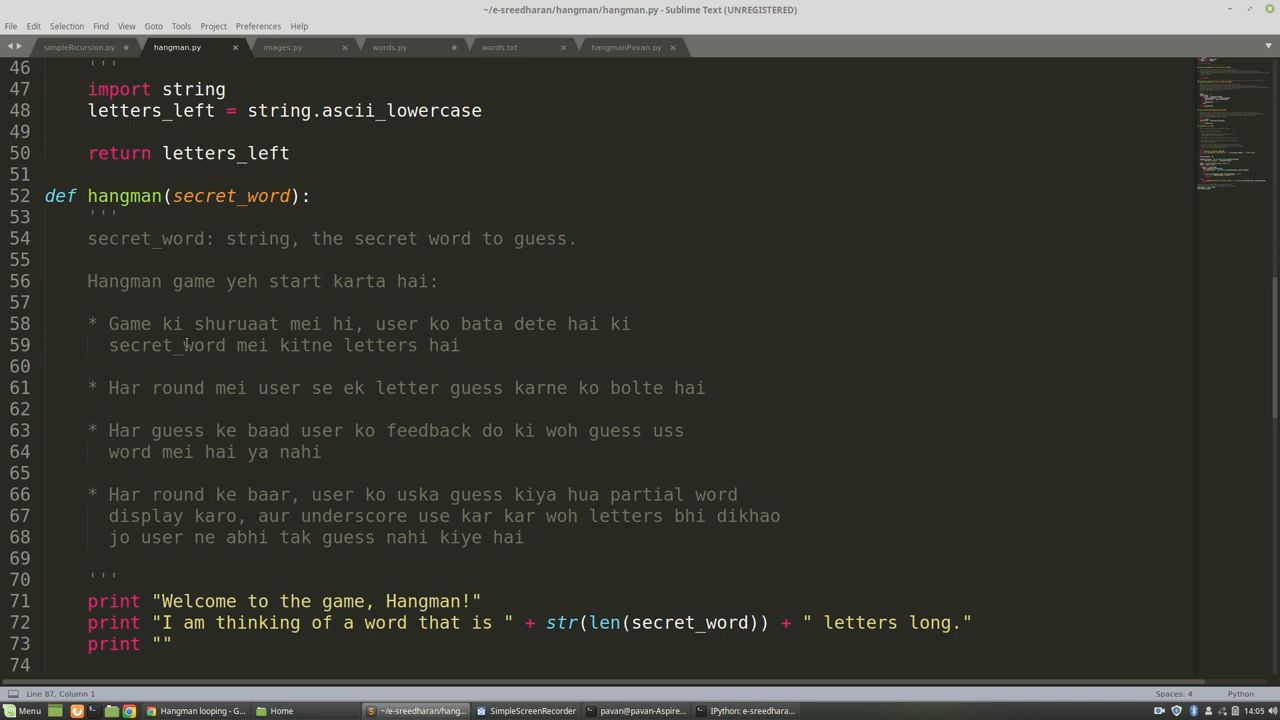 ~/e-sreedharan/hangman/hangman.py - Sublime Text (UNREGISTERED)
File Edit Selection Find View Goto Tools Project Preferences Help
simpleRicursion.py hangman.py images.py words.py words.txt hangmanPavan.py
46 '''
47 import string
48 letters_left = string.ascii_lowercase
49
50 return letters_left
51
52 def hangman(secret_word):
53 '''
54 secret_word: string, the secret word to guess.
55
56 Hangman game yeh start karta hai:
57
58 * Game ki shuruaat mei hi, user ko bata dete hai ki
59 secret_word mei kitne letters hai
60
61 * Har round mei user se ek letter guess karne ko bolte hai
62
63 * Har guess ke baad user ko feedback do ki woh guess uss
64 word mei hai ya nahi
65
66 * Har round ke baar, user ko uska guess kiya hua partial word
67 display karo, aur underscore use kar kar woh letters bhi dikhao
68 jo user ne abhi tak guess nahi kiye hai
69
70 '''
71 print "Welcome to the game, Hangman!"
72 print "I am thinking of a word that is " + str(len(secret_word)) + " letters long."
73 print ""
74
Line 87, Column 1 Spaces: 4 Python
Menu Hangman looping - G... Home ~/e-sreedharan/hang... SimpleScreenRecorder pavan@pavan-Aspire... IPython: e-sreedhara... 14:05